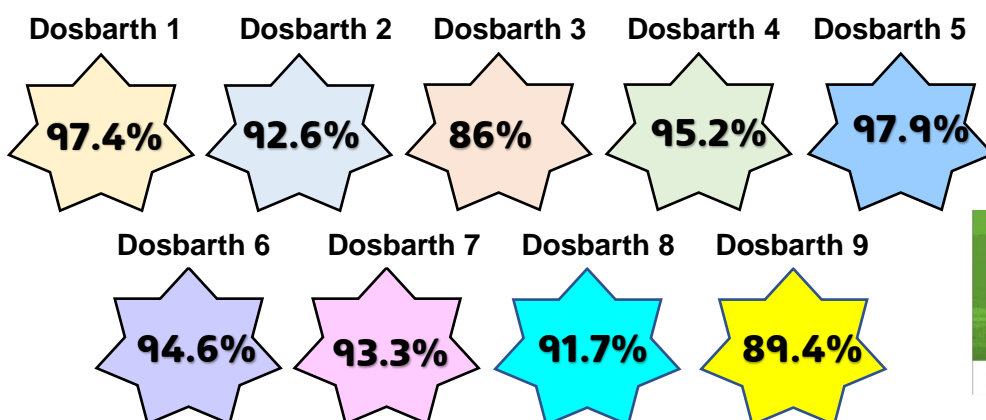 Dosbarth 1 Dosbarth 2 Dosbarth 3 Dosbarth 4 Dosbarth 5
97.4% 92.6% 86% 95.2% 97.9%
Dosbarth 6 Dosbarth 7 Dosbarth 8 Dosbarth 9
94.6% 93.3% 91.7% 89.4%